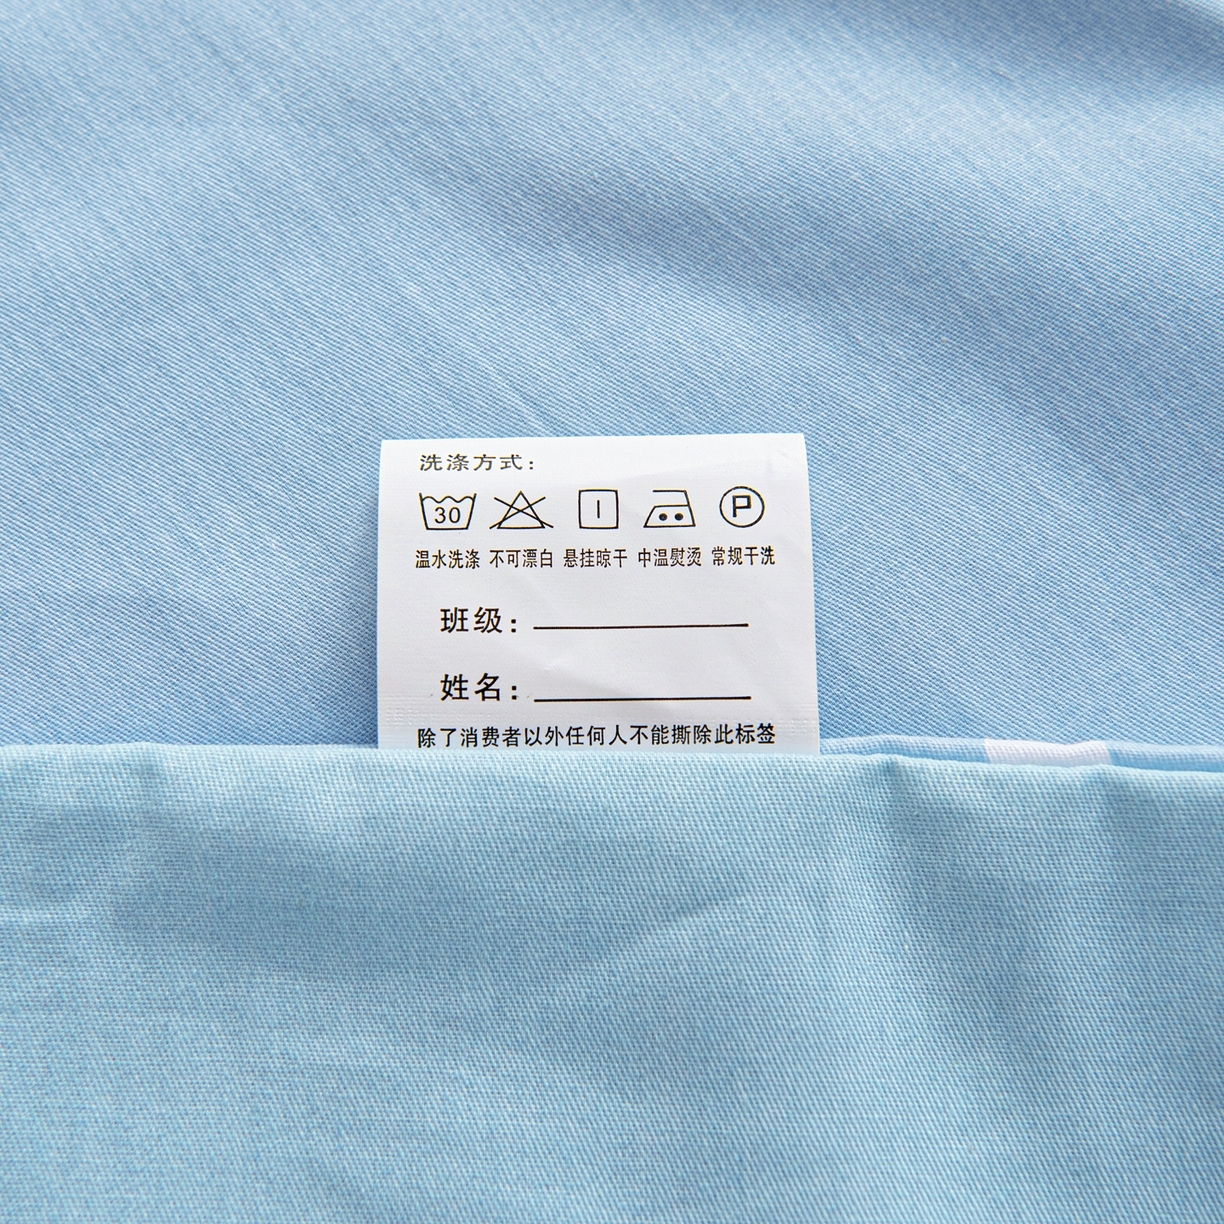 洗涤方式：
30 P
温水洗涤 不可漂白 悬挂晾干 中温熨烫 常规干洗
班级：
姓名：
除了消费者以外任何人不能撕除此标签